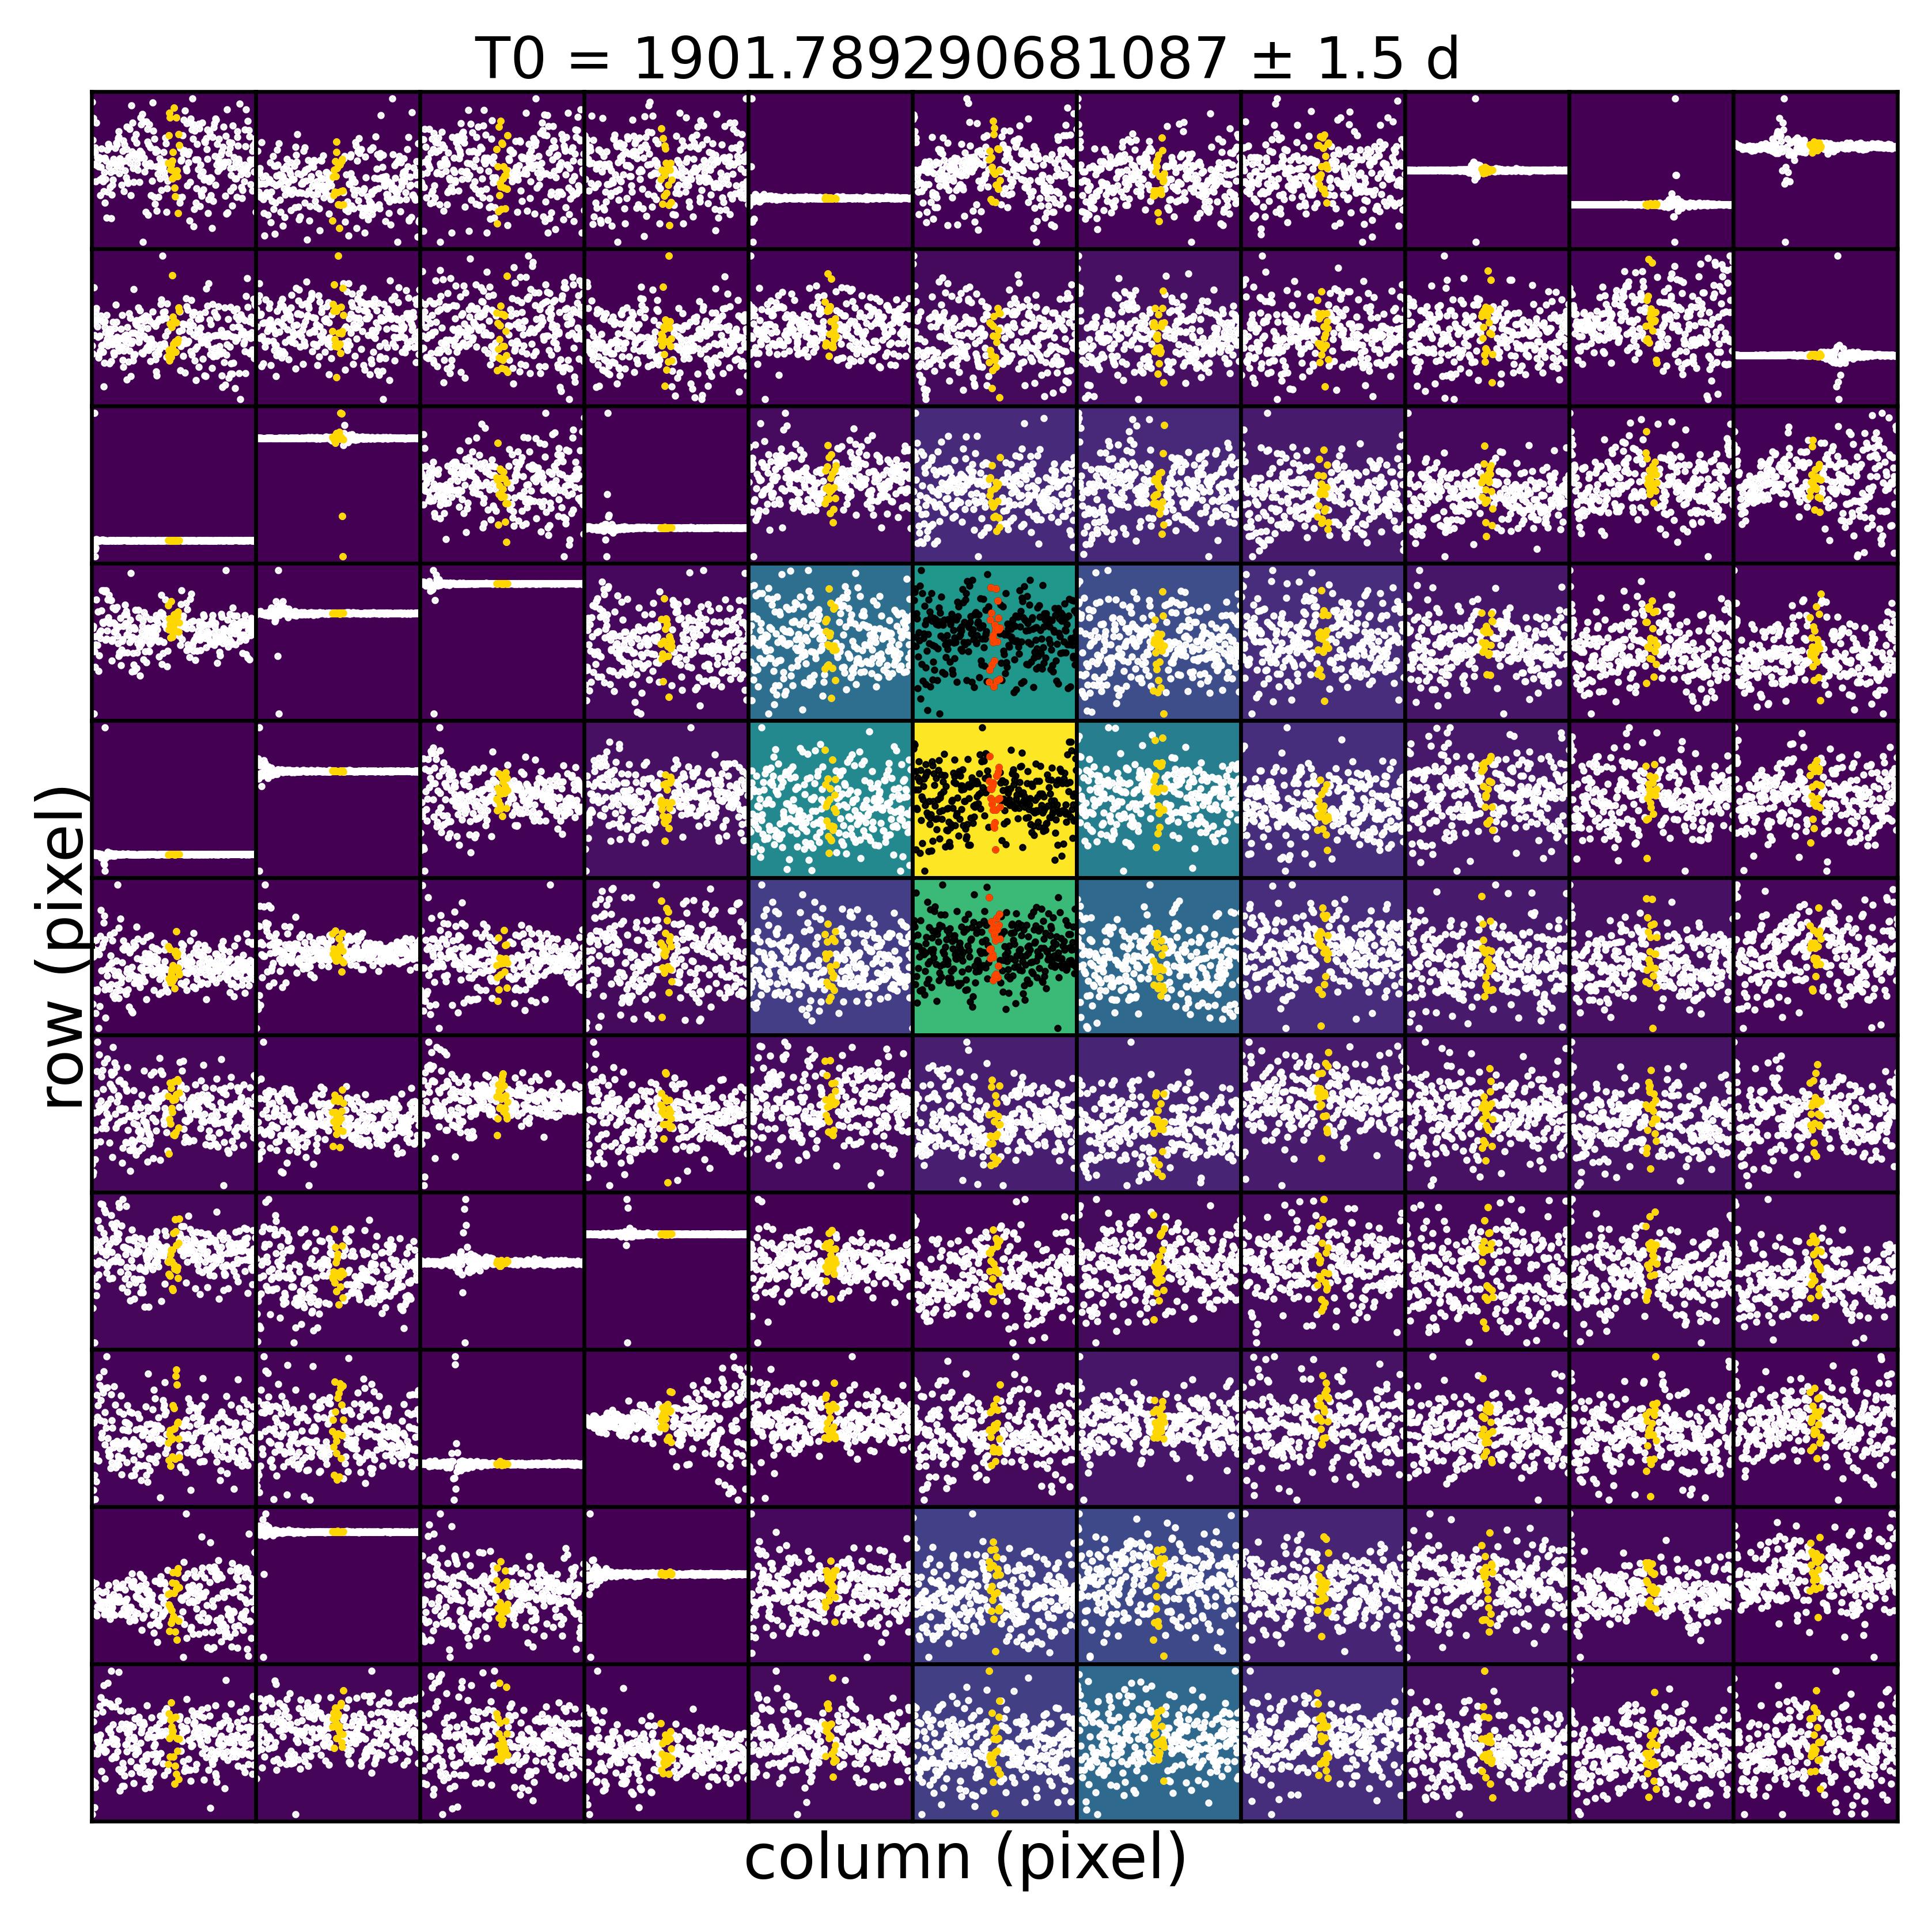 T0 = 1901.789290681087 ± 1.5 d
row (pixel)
column (pixel)